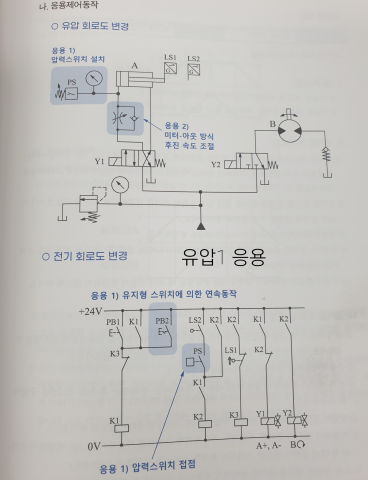 나. 응용제어동작
○ 유압 회로도 변경
응용 1)
압력스위치 설치
PS
A
LS1 LS2
응용 2)
미터-아웃 방식
후진 속도 조절
B
Y1
Y2
○ 전기 회로도 변경
유압1 응용
응용 1) 유지형 스위치에 의한 연속동작
+24V
PB1 K1 PB2 LS2 K2 K2 K1 K2
K3 PS LS1 K2
K1
K1 K2 K3 Y1 Y2
0V
A+, A- B
응용 1) 압력스위치 접점